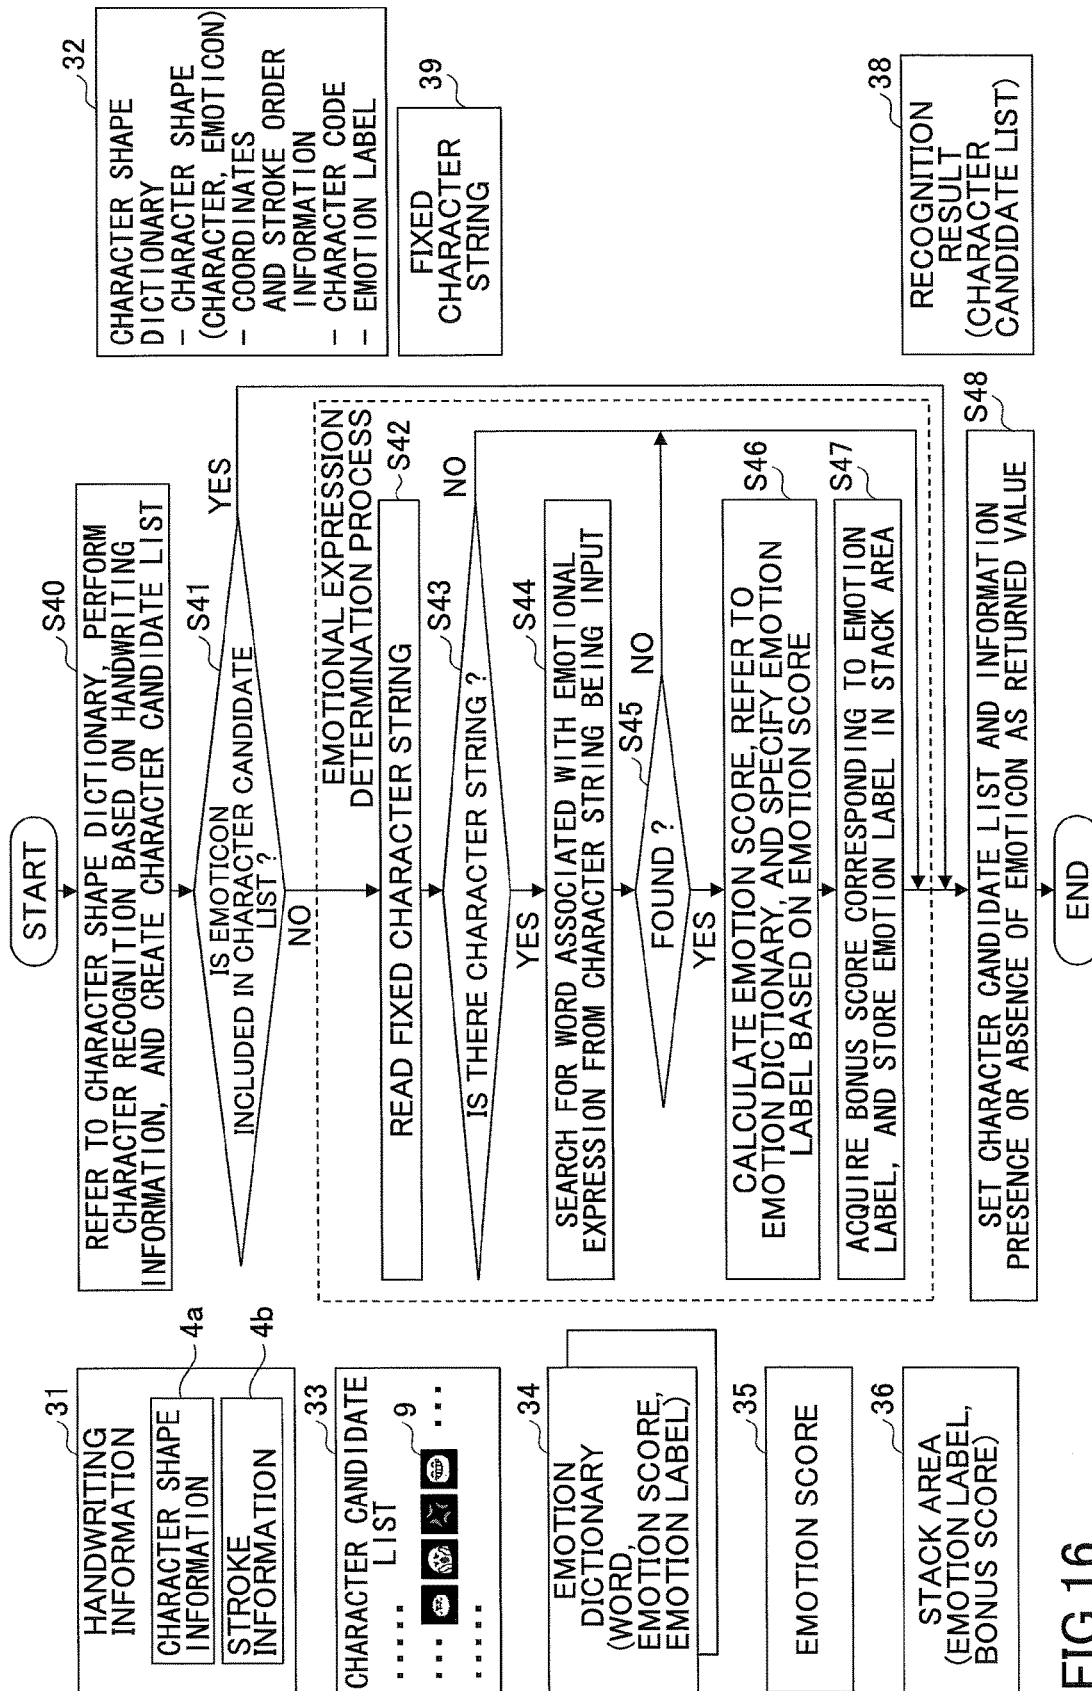 START
S40
REFER TO CHARACTER SHAPE DICTIONARY, PERFORM
CHARACTER RECOGNITION BASED ON HANDWRITING
INFORMATION, AND CREATE CHARACTER CANDIDATE LIST
S41
IS EMOTICON
INCLUDED IN CHARACTER CANDIDATE
LIST ?
YES
NO
EMOTIONAL EXPRESSION
DETERMINATION PROCESS
S42
READ FIXED CHARACTER STRING
S43
IS THERE CHARACTER STRING ?
NO
YES
S44
SEARCH FOR WORD ASSOCIATED WITH EMOTIONAL
EXPRESSION FROM CHARACTER STRING BEING INPUT
S45
FOUND ?
NO
YES
S46
CALCULATE EMOTION SCORE, REFER TO
EMOTION DICTIONARY, AND SPECIFY EMOTION
LABEL BASED ON EMOTION SCORE
S47
ACQUIRE BONUS SCORE CORRESPONDING TO EMOTION
LABEL, AND STORE EMOTION LABEL IN STACK AREA
S48
SET CHARACTER CANDIDATE LIST AND INFORMATION
PRESENCE OR ABSENCE OF EMOTICON AS RETURNED VALUE
END
31
HANDWRITING
INFORMATION
4a
CHARACTER SHAPE
INFORMATION
4b
STROKE
INFORMATION
33
CHARACTER CANDIDATE
LIST
9
34
EMOTION
DICTIONARY
(WORD,
EMOTION SCORE,
EMOTION LABEL)
35
EMOTION SCORE
36
STACK AREA
(EMOTION LABEL,
BONUS SCORE)
32
CHARACTER SHAPE
DICTIONARY
- CHARACTER SHAPE
(CHARACTER, EMOTICON)
- COORDINATES
AND STROKE ORDER
INFORMATION
- CHARACTER CODE
- EMOTION LABEL
39
FIXED
CHARACTER
STRING
38
RECOGNITION
RESULT
(CHARACTER
CANDIDATE LIST)
FIG.16